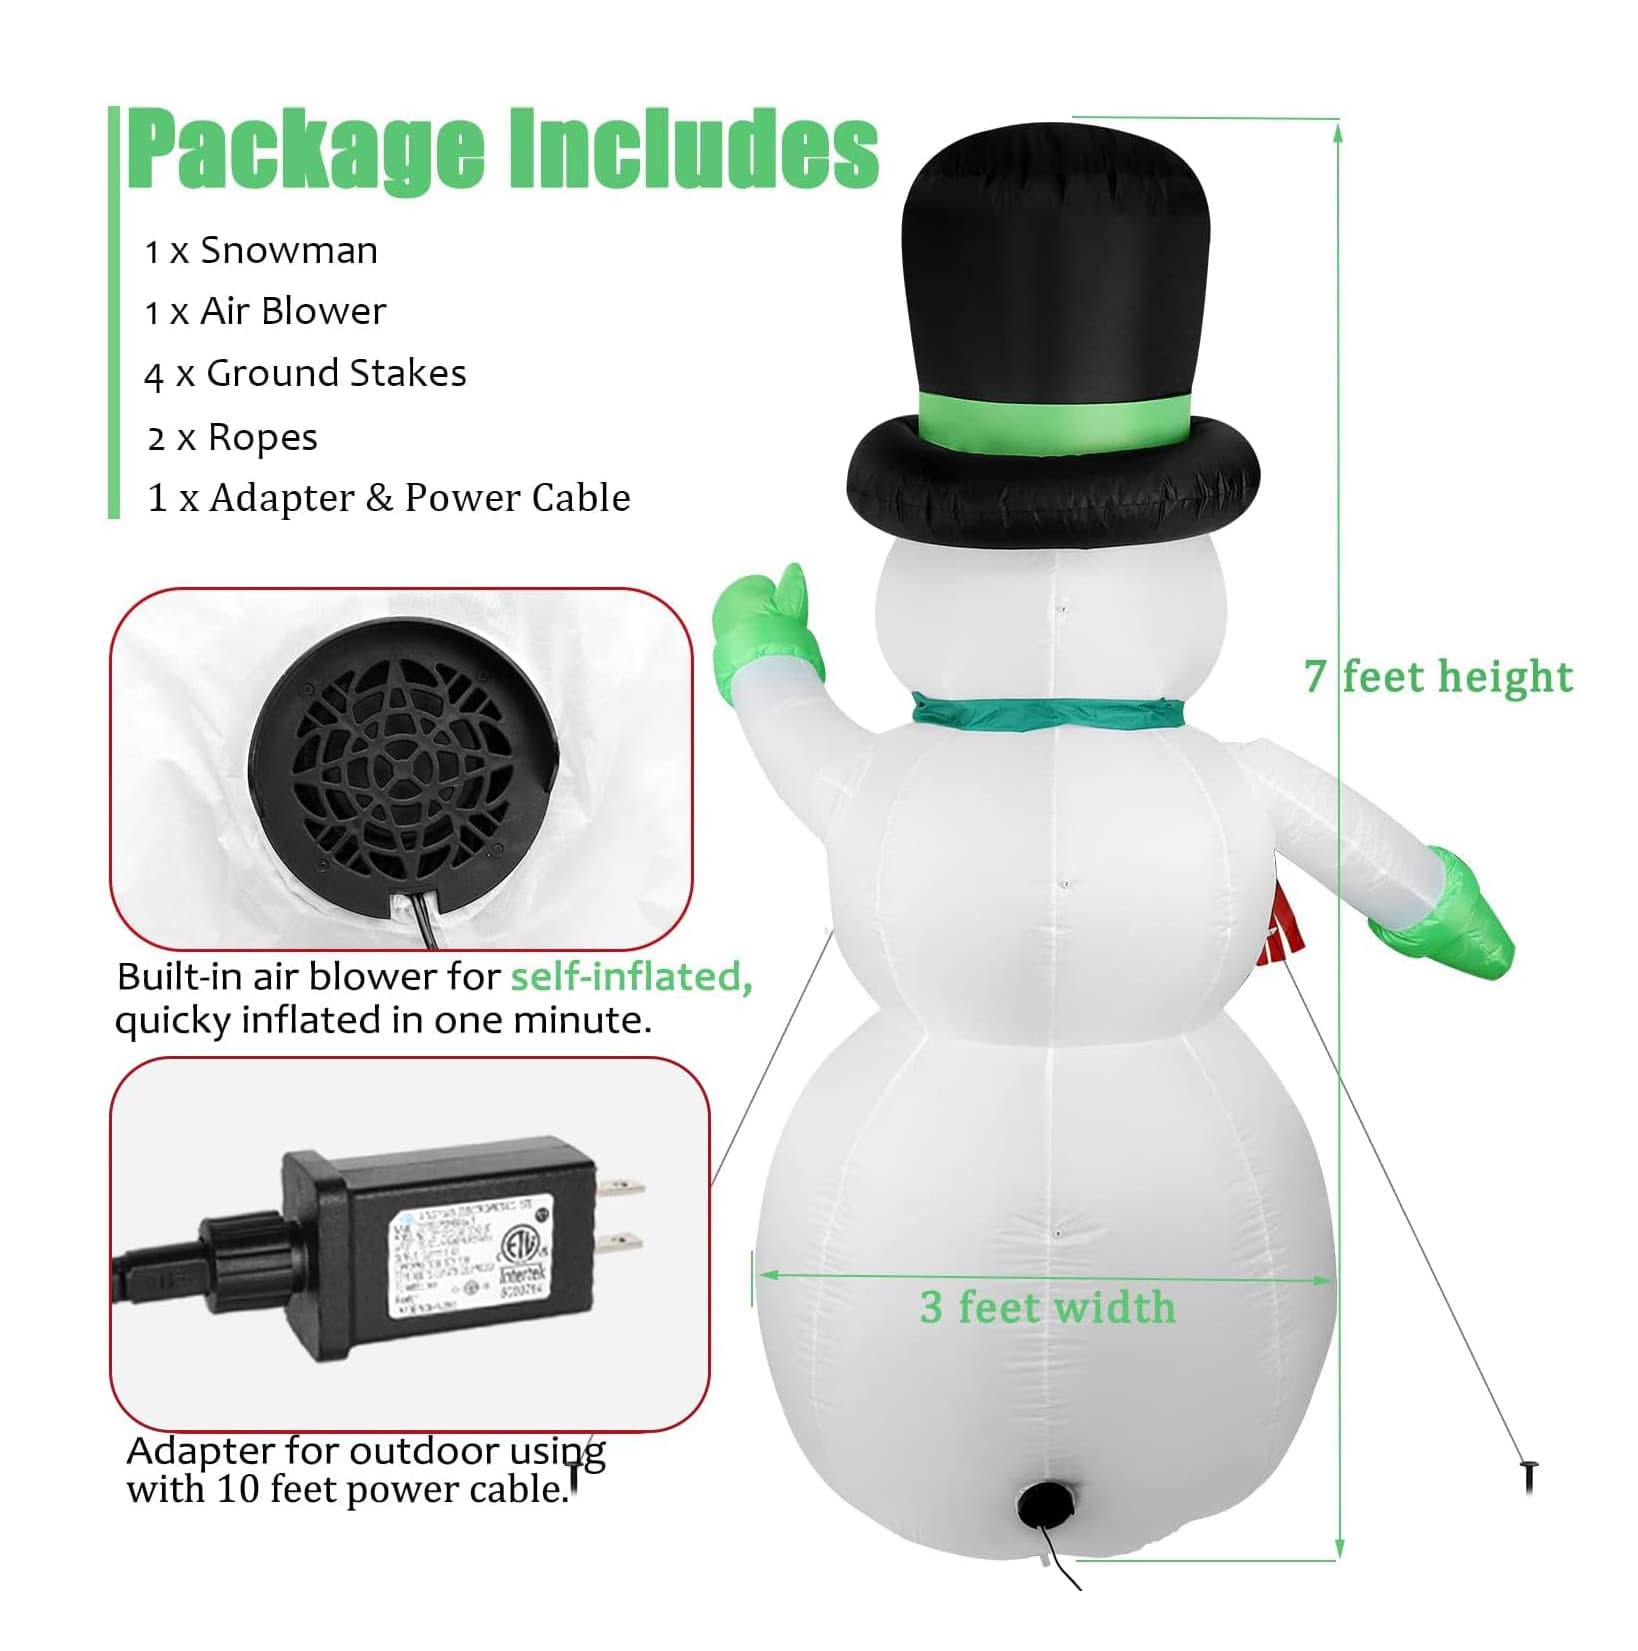 Package Includes
1 x Snowman
1 x Air Blower
4 x Ground Stakes
2 x Ropes
1 x Adapter & Power Cable
7 feet height
Built-in air blower for self-inflated,
quicky inflated in one minute.
ETL
Intertek
3 feet width
Adapter for outdoor using
with 10 feet power cable.